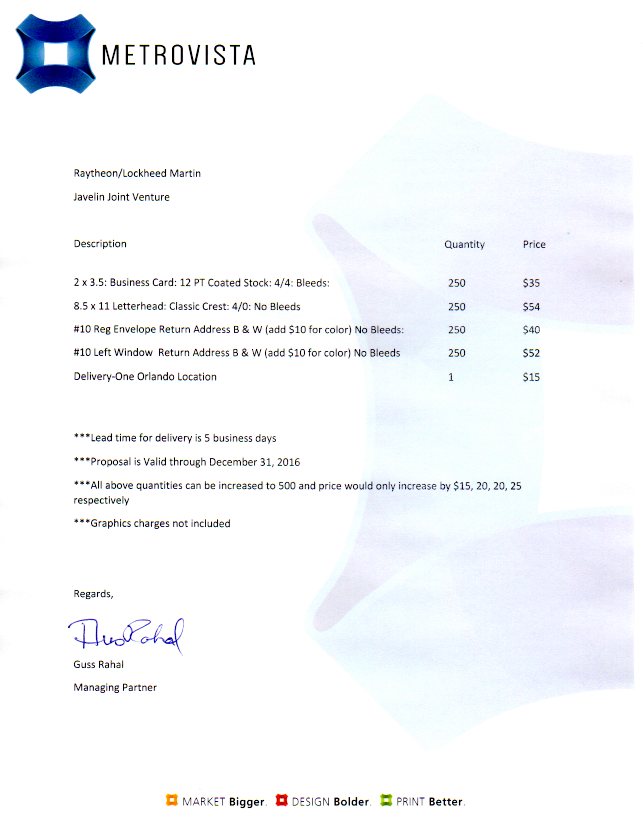 METROVISTA
Raytheon/Lockheed Martin
Javelin Joint Venture
Description Quantity Price
2 x 3.5: Business Card: 12 PT Coated Stock: 4/4: Bleeds: 250 $35
8.5 x 11 Letterhead: Classic Crest: 4/0: No Bleeds 250 $54
#10 Reg Envelope Return Address B & W (add $10 for color) No Bleeds: 250 $40
#10 Left Window Return Address B & W (add $10 for color) No Bleeds 250 $52
Delivery-One Orlando Location 1 $15
***Lead time for delivery is 5 business days
***Proposal is Valid through December 31, 2016
***All above quantities can be increased to 500 and price would only increase by $15, 20, 20, 25
respectively
***Graphics charges not included
Regards,
Guss Rahal
Guss Rahal
Managing Partner
MARKET Bigger. DESIGN Bolder. PRINT Better.